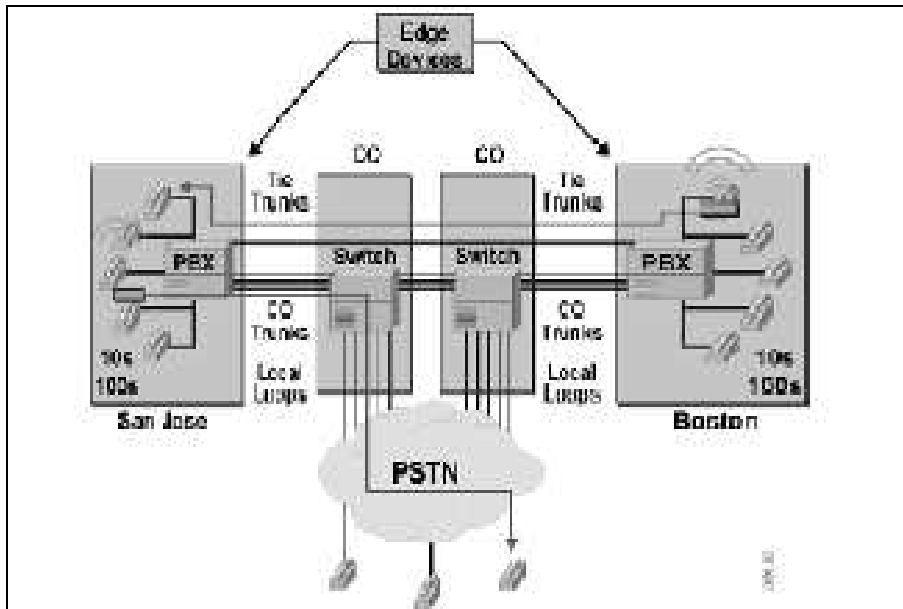 Edge
Devices
CO
CO
Tie
Trunks
Tie
Trunks
PBX
Switch
Switch
PBX
CO
Trunks
CO
Trunks
10s
100s
Local
Loops
Local
Loops
10s
100s
San Jose
Boston
PSTN